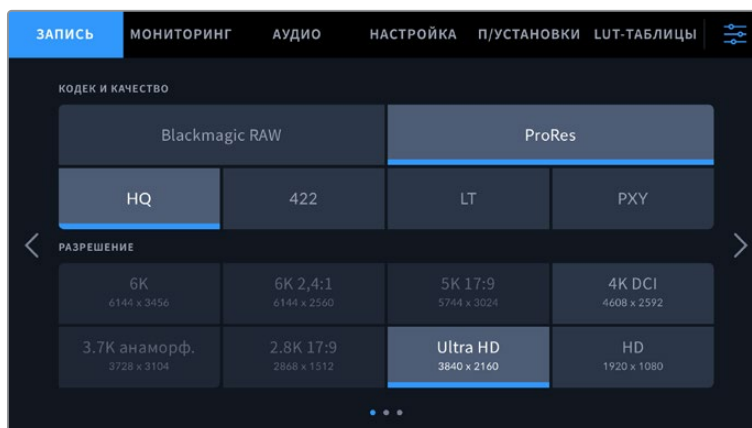 ЗАПИСЬ МОНИТОРИНГ АУДИО НАСТРОЙКА П/УСТАНОВКИ LUT-ТАБЛИЦЫ
КОДЕК И КАЧЕСТВО
Blackmagic RAW ProRes
HQ 422 LT PXY
РАЗРЕШЕНИЕ
6K 6K 2,4:1 5K 17:9 4K DCI
6144 x 3456 6144 x 2560 5744 x 3024 4608 x 2592
3.7K анаморф. 2.8K 17:9 Ultra HD HD
3728 x 3104 2868 x 1512 3840 x 2160 1920 x 1080